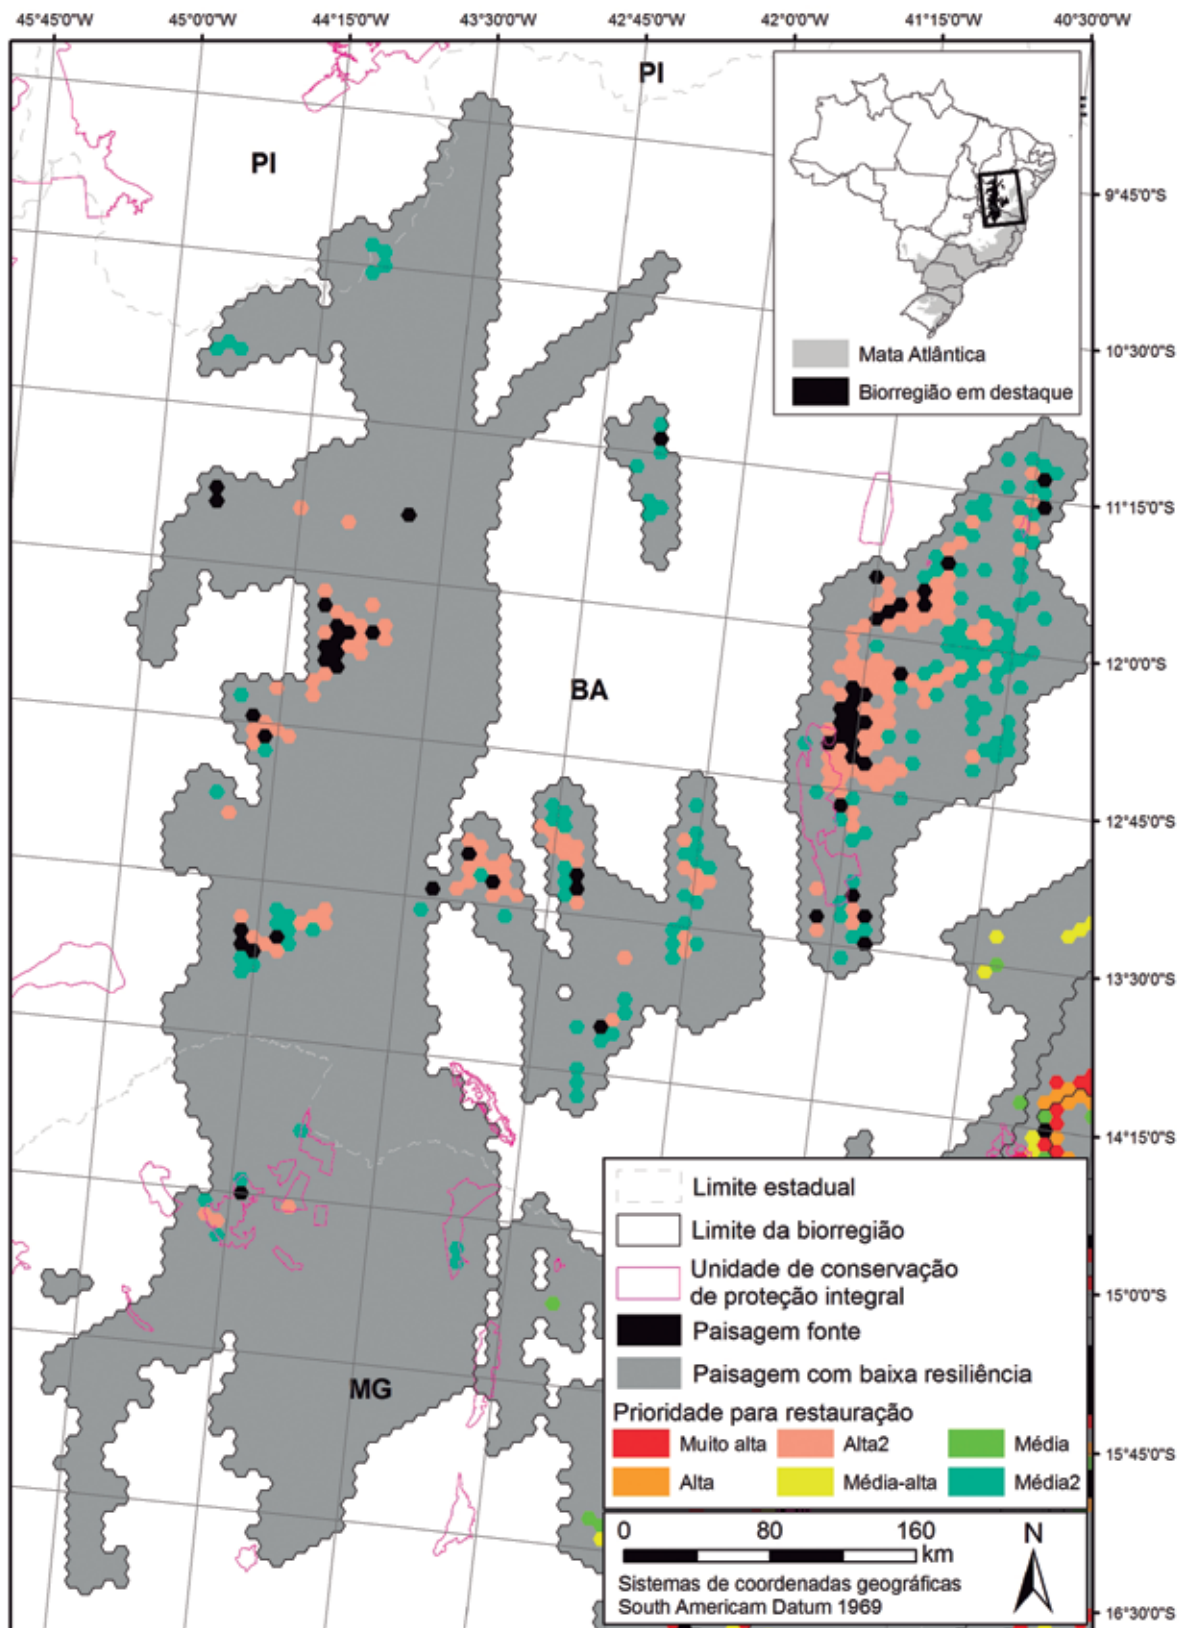 45°45'0"W 45°0'0"W 44°15'0"W 43°30'0"W 42°45'0"W 42°0'0"W 41°15'0"W 40°30'0"W
PI
PI
BA
MG
9°45'0"S
10°30'0"S
11°15'0"S
12°0'0"S
12°45'0"S
13°30'0"S
14°15'0"S
15°0'0"S
15°45'0"S
16°30'0"S
Mata Atlântica
Biorregião em destaque
Limite estadual
Limite da biorregião
Unidade de conservação
de proteção integral
Paisagem fonte
Paisagem com baixa resiliência
Prioridade para restauração
Muito alta Alta2 Média
Alta Média-alta Média2
0 80 160
km
N
Sistemas de coordenadas geográficas
South Americam Datum 1969